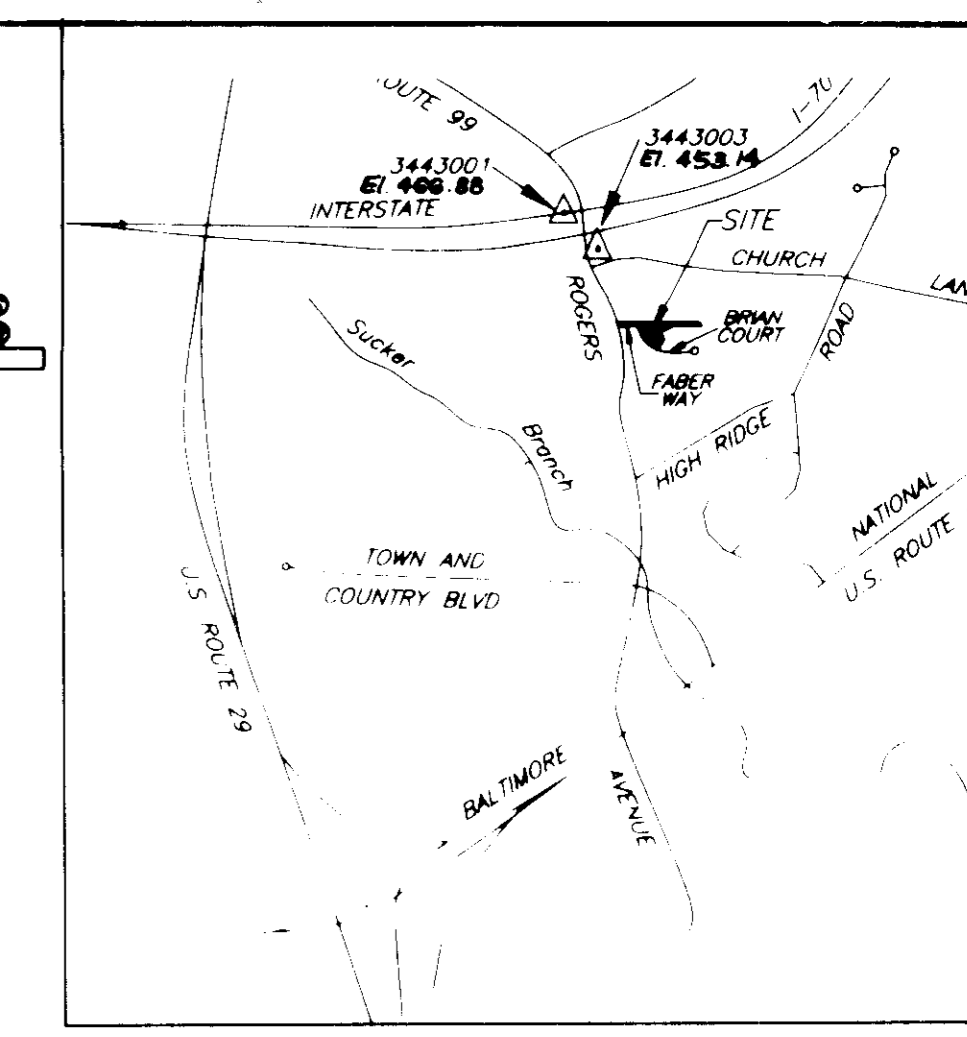 ROUTE 99
I-70
3443001
El. 466.88
3443003
El. 453.14
INTERSTATE
SITE
CHURCH
LAN
ROGERS
BRIAN
COURT
ROAD
Sucker
FABER
WAY
Branch
HIGH RIDGE
NATIONAL
U.S. ROUTE
TOWN AND
COUNTRY BLVD
U.S ROUTE 29
BALTIMORE
AVENUE